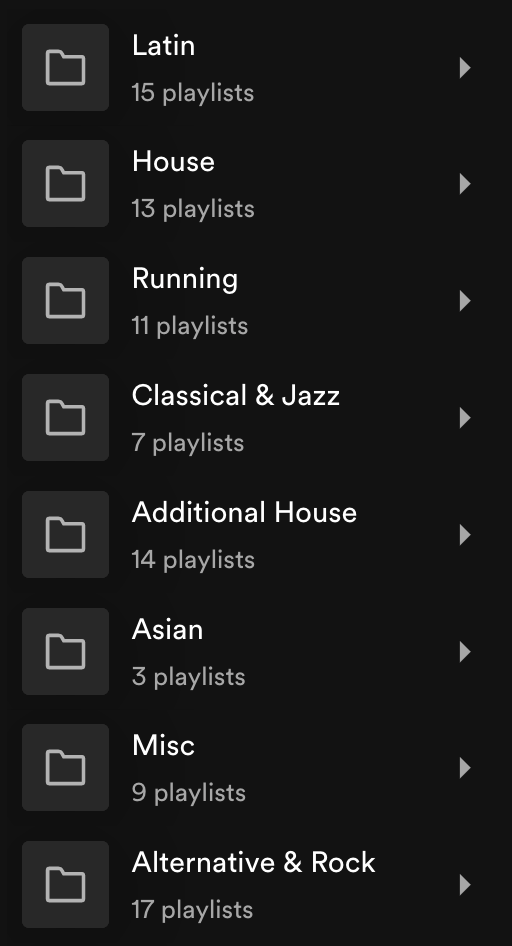 Latin
15 playlists
House
13 playlists
Running
11 playlists
Classical & Jazz
7 playlists
Additional House
14 playlists
Asian
3 playlists
Misc
9 playlists
Alternative & Rock
17 playlists